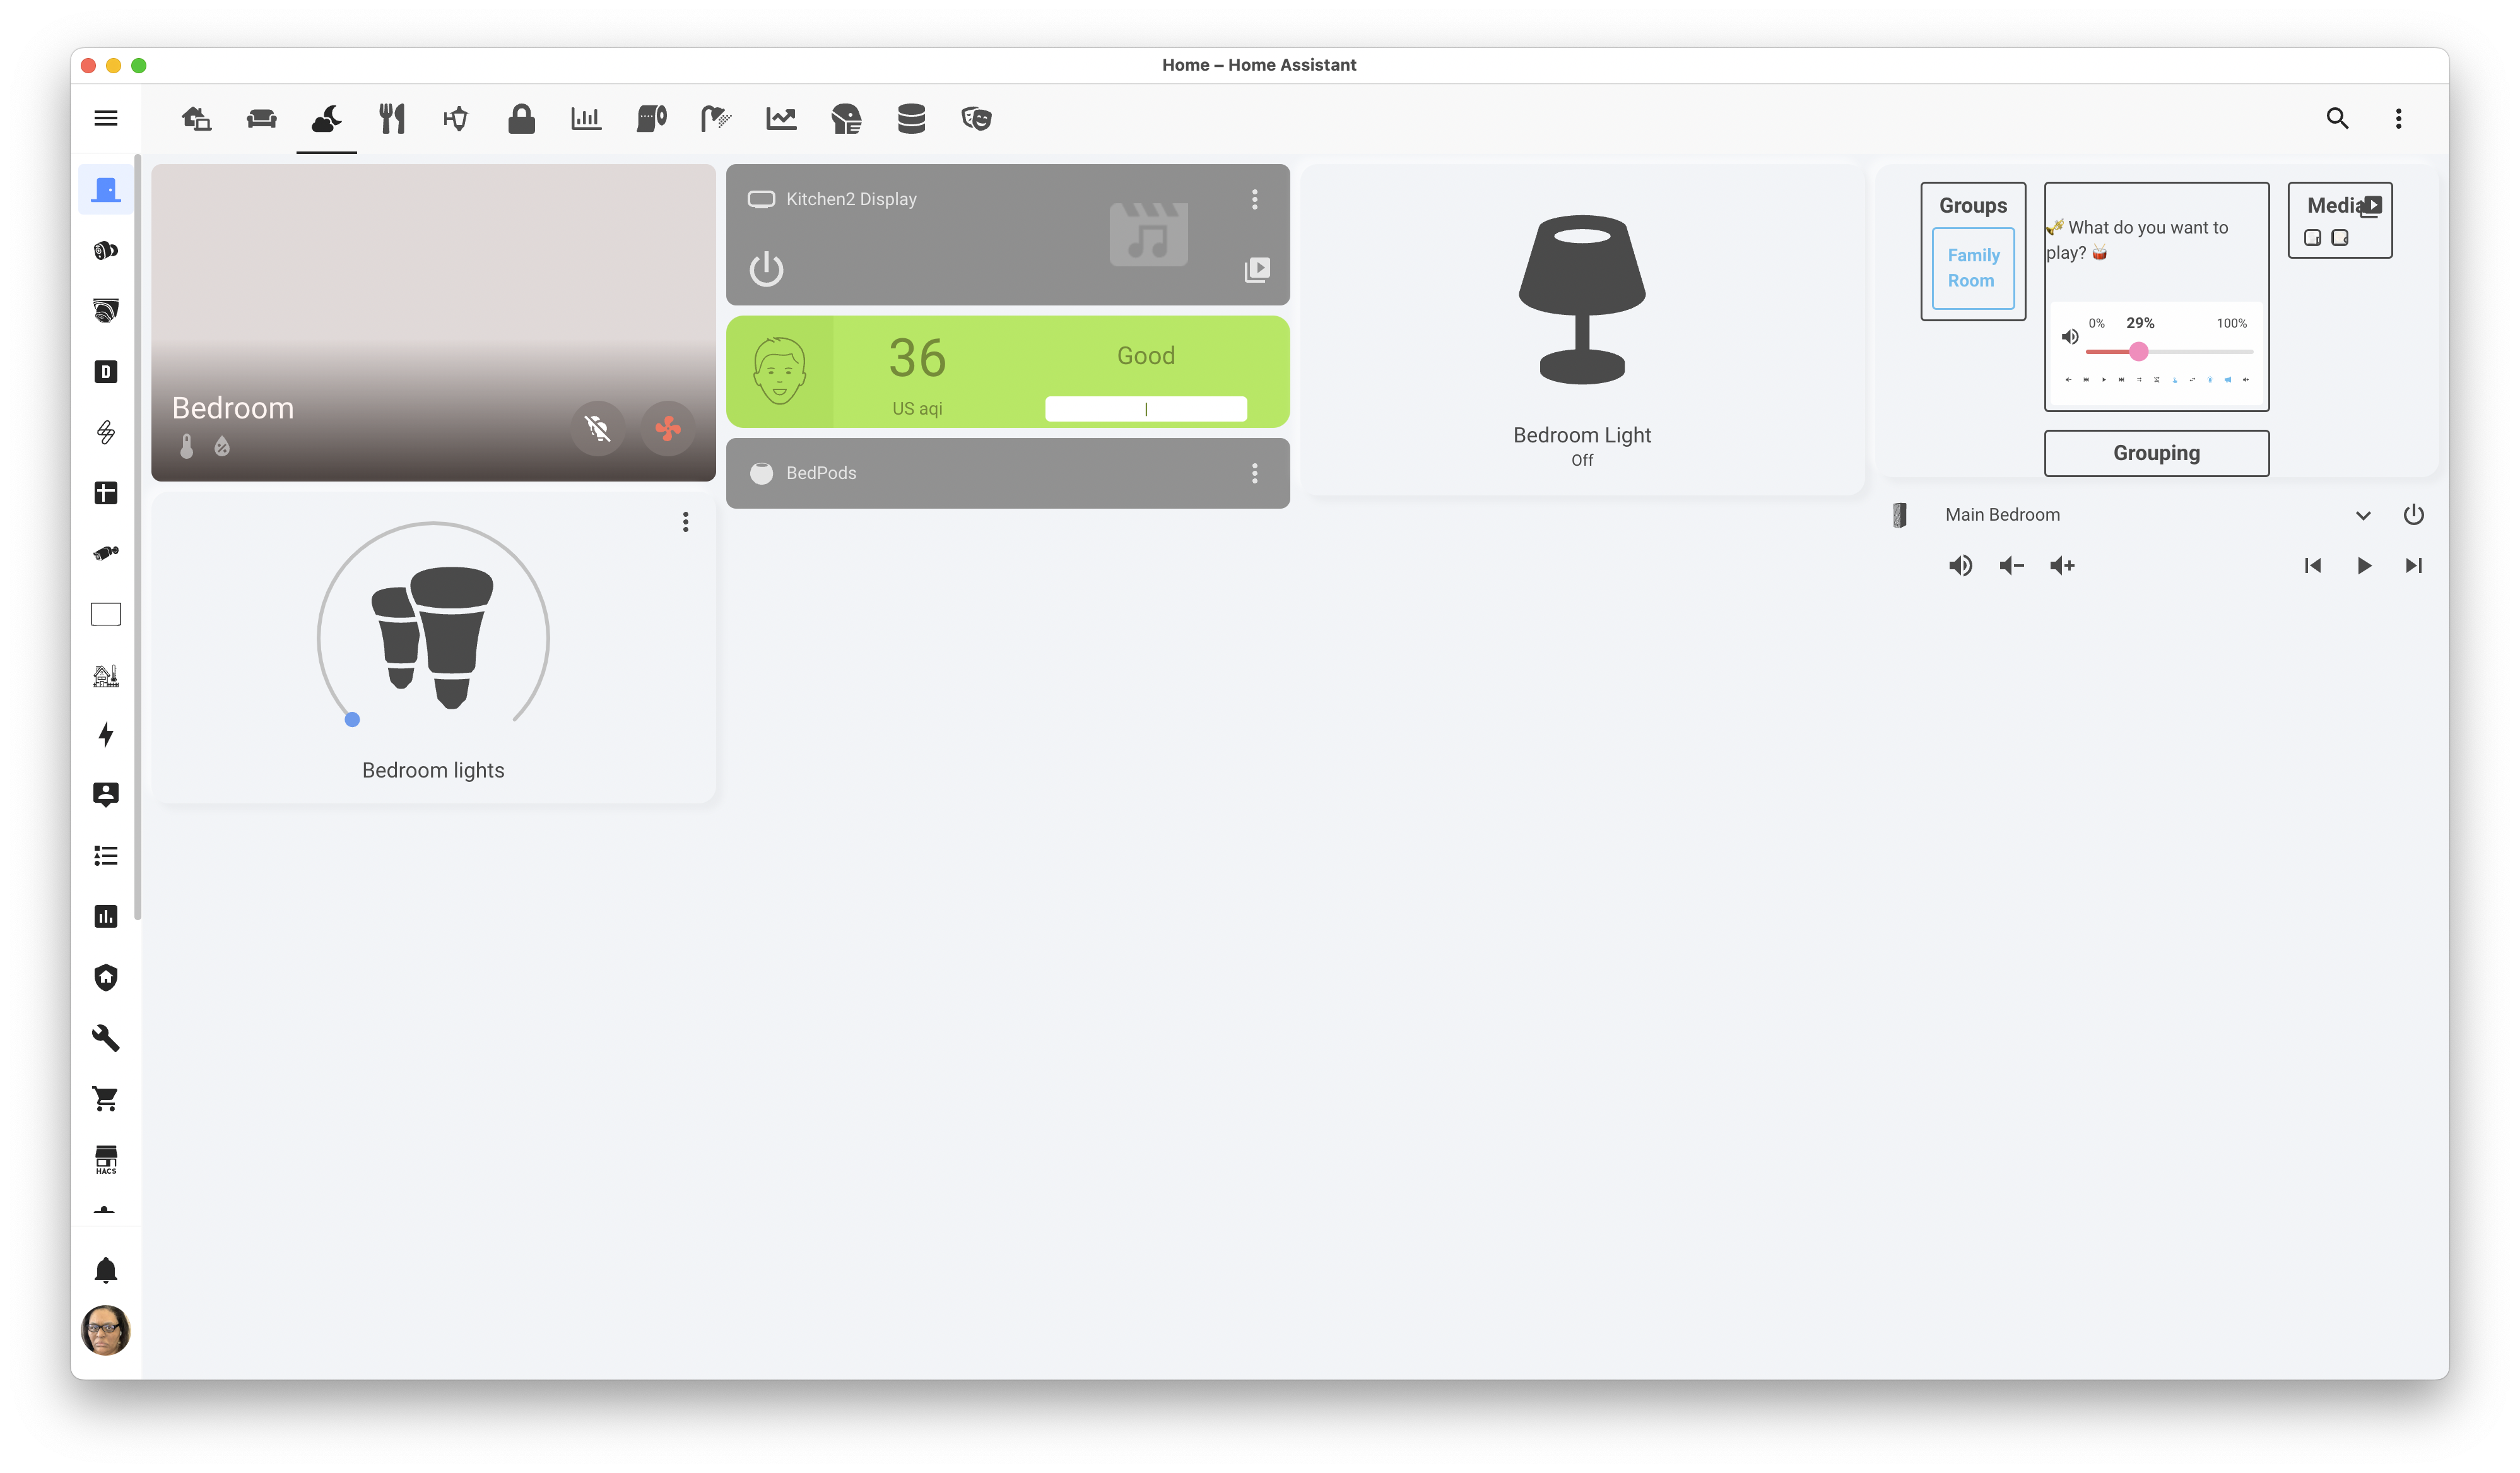 Home – Home Assistant
Bedroom
Kitchen2 Display
36
Good
US aqi
BedPods
Bedroom Light
Off
Groups
Family
Room
What do you want to
play?
0%
29%
100%
Media
Grouping
Main Bedroom
Bedroom lights
D
HACS